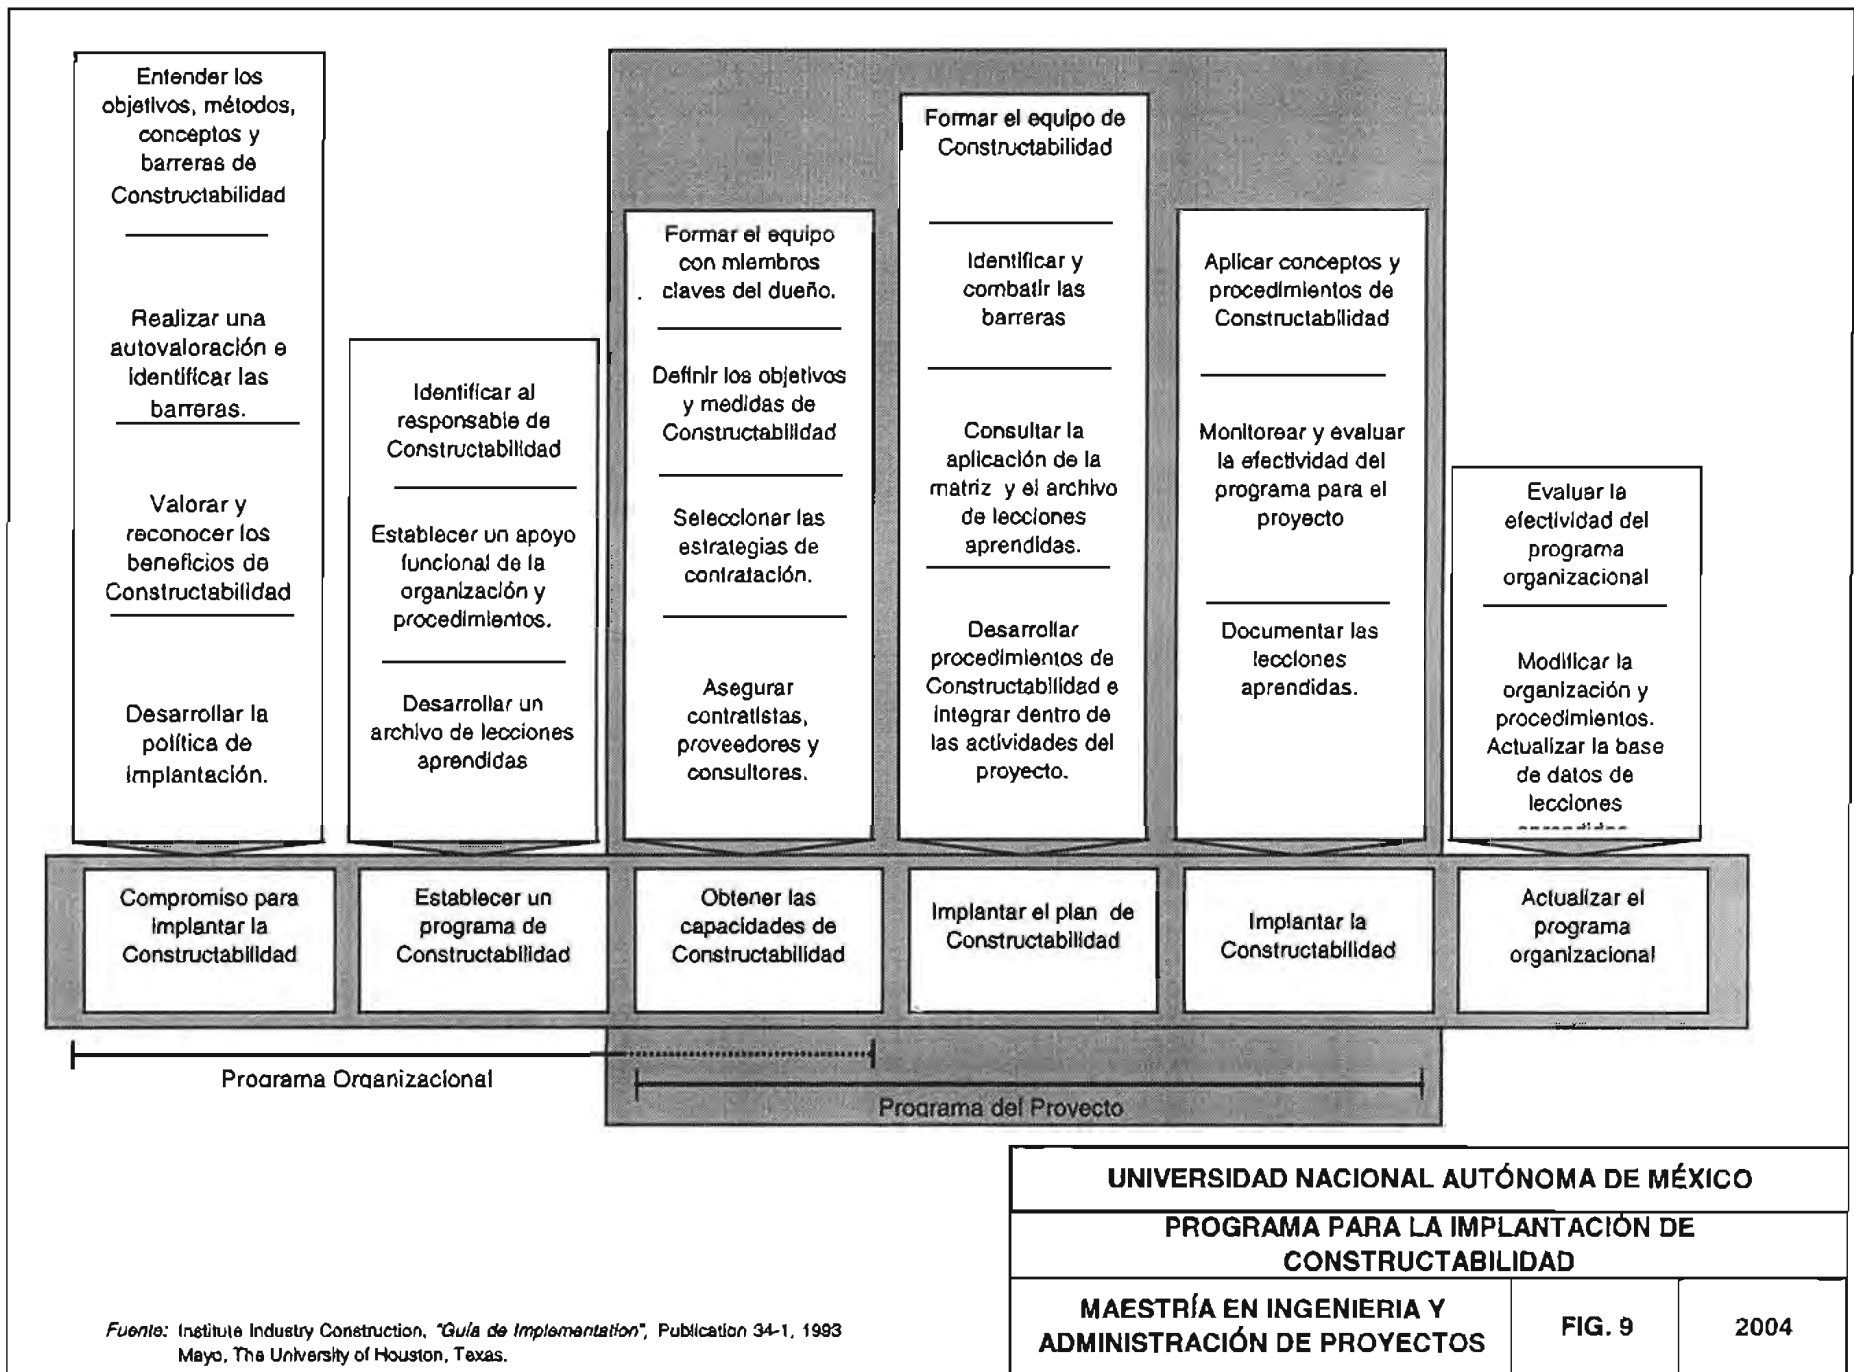 Entender los
objetivos, métodos,
conceptos y
barreras de
Constructabilidad
Realizar una
autovaloración e
identificar las
barreras.
Valorar y
reconocer los
beneficios de
Constructabilidad
Desarrollar la
política de
implantación.
Identificar al
responsable de
Constructabilidad
Establecer un apoyo
funcional de la
organización y
procedimientos.
Desarrollar un
archivo de lecciones
aprendidas
Formar el equipo
con miembros
claves del dueño.
Definir los objetivos
y medidas de
Constructabilidad
Seleccionar las
estrategias de
contratación.
Asegurar
contratistas,
proveedores y
consultores.
Formar el equipo de
Constructabilidad
Identificar y
combatir las
barreras
Consultar la
aplicación de la
matriz y el archivo
de lecciones
aprendidas.
Desarrollar
procedimientos de
Constructabilidad e
integrar dentro de
las actividades del
proyecto.
Aplicar conceptos y
procedimientos de
Constructabilidad
Monitorear y evaluar
la efectividad del
programa para el
proyecto
Documentar las
lecciones
aprendidas.
Evaluar la
efectividad del
programa
organizacional
Modificar la
organización y
procedimientos.
Actualizar la base
de datos de
lecciones
Compromiso para
implantar la
Constructabilidad
Establecer un
programa de
Constructabilidad
Obtener las
capacidades de
Constructabilidad
Implantar el plan de
Constructabilidad
Implantar la
Constructabilidad
Actualizar el
programa
organizacional
Programa Organizacional
Programa del Proyecto
UNIVERSIDAD NACIONAL AUTÓNOMA DE MÉXICO
PROGRAMA PARA LA IMPLANTACIÓN DE
CONSTRUCTABILIDAD
MAESTRÍA EN INGENIERIA Y
ADMINISTRACIÓN DE PROYECTOS
FIG. 9
2004
Fuente: Institute Industry Construction, "Guía de Implementation", Publication 34-1, 1993
Mayo, The University of Houston, Texas.